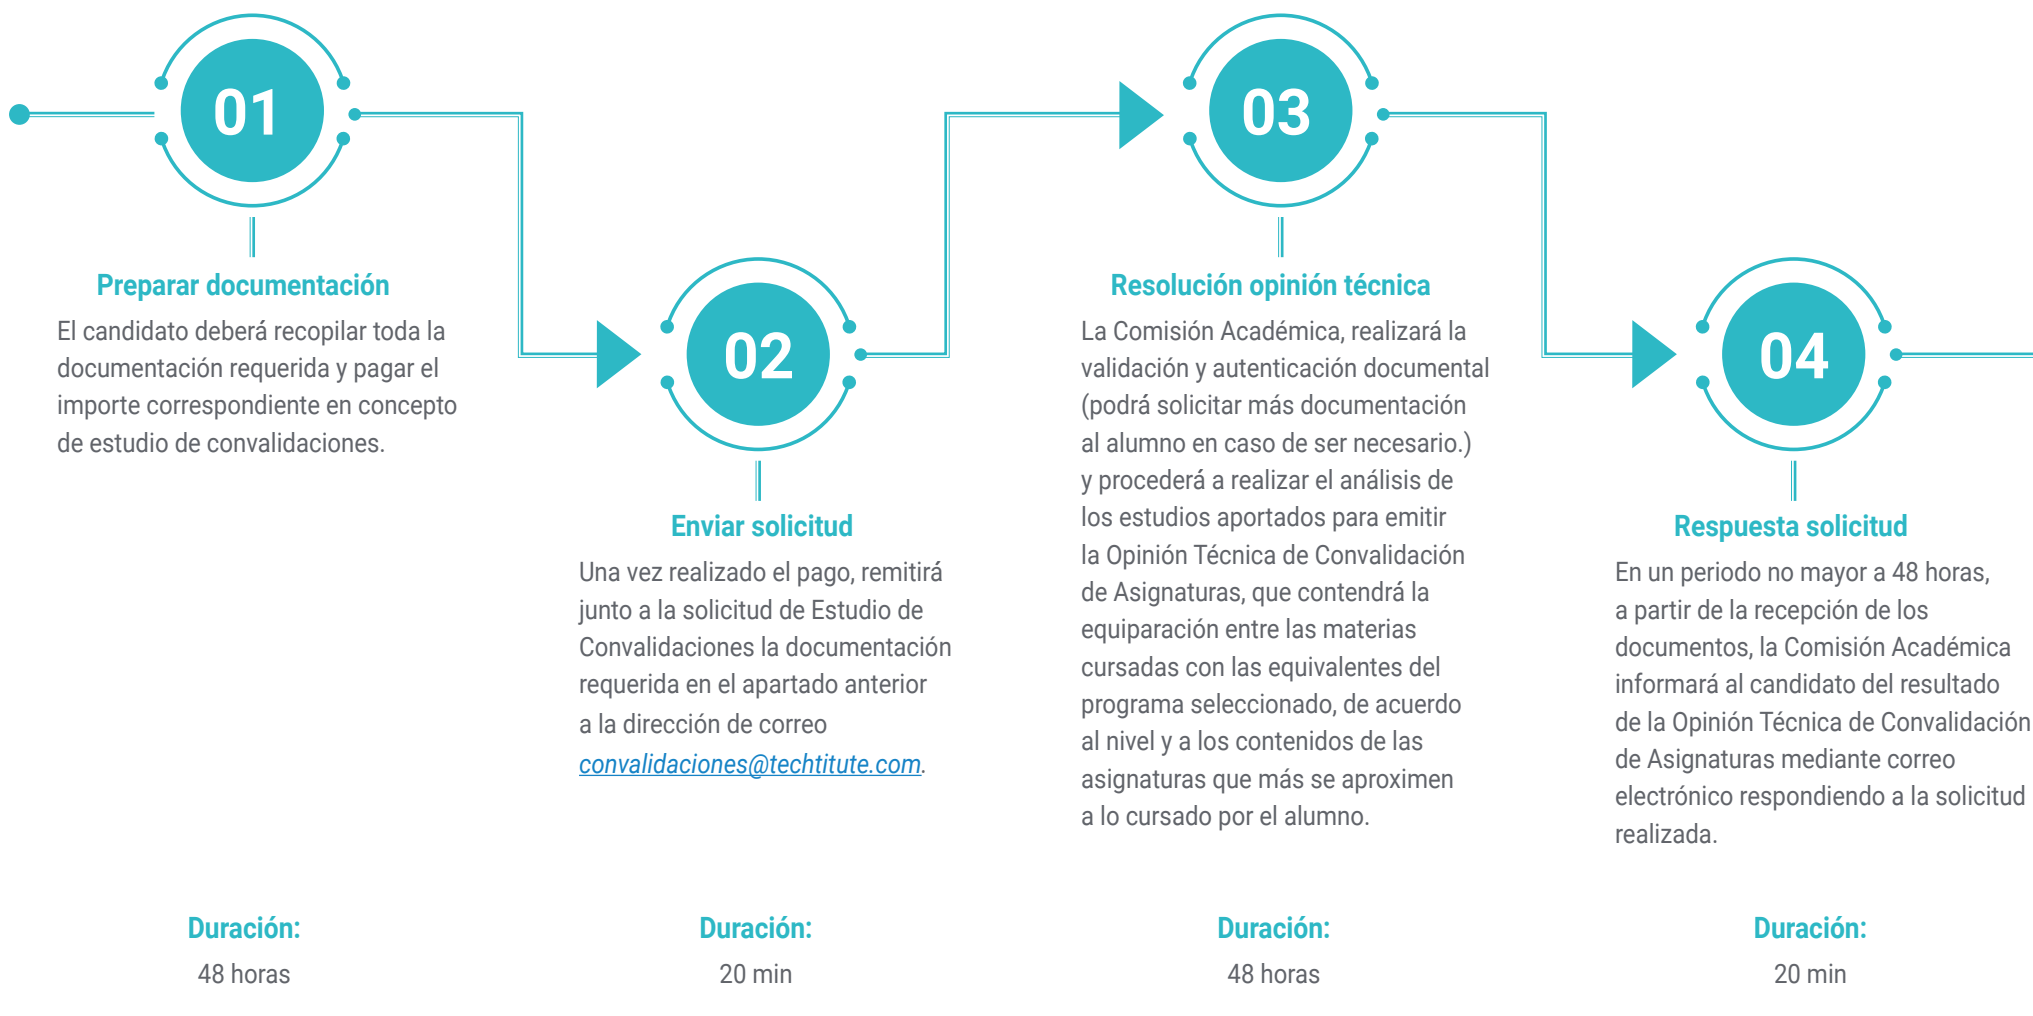 01
Preparar documentación
El candidato deberá recopilar toda la
documentación requerida y pagar el
importe correspondiente en concepto
de estudio de convalidaciones.
Duración:
48 horas
02
Enviar solicitud
Una vez realizado el pago, remitirá
junto a la solicitud de Estudio de
Convalidaciones la documentación
requerida en el apartado anterior
a la dirección de correo
convalidaciones@techtitute.com.
Duración:
20 min
03
Resolución opinión técnica
La Comisión Académica, realizará la
validación y autenticación documental
(podrá solicitar más documentación
al alumno en caso de ser necesario.)
y procederá a realizar el análisis de
los estudios aportados para emitir
la Opinión Técnica de Convalidación
de Asignaturas, que contendrá la
equiparación entre las materias
cursadas con las equivalentes del
programa seleccionado, de acuerdo
al nivel y a los contenidos de las
asignaturas que más se aproximen
a lo cursado por el alumno.
Duración:
48 horas
04
Respuesta solicitud
En un periodo no mayor a 48 horas,
a partir de la recepción de los
documentos, la Comisión Académica
informará al candidato del resultado
de la Opinión Técnica de Convalidación
de Asignaturas mediante correo
electrónico respondiendo a la solicitud
realizada.
Duración:
20 min